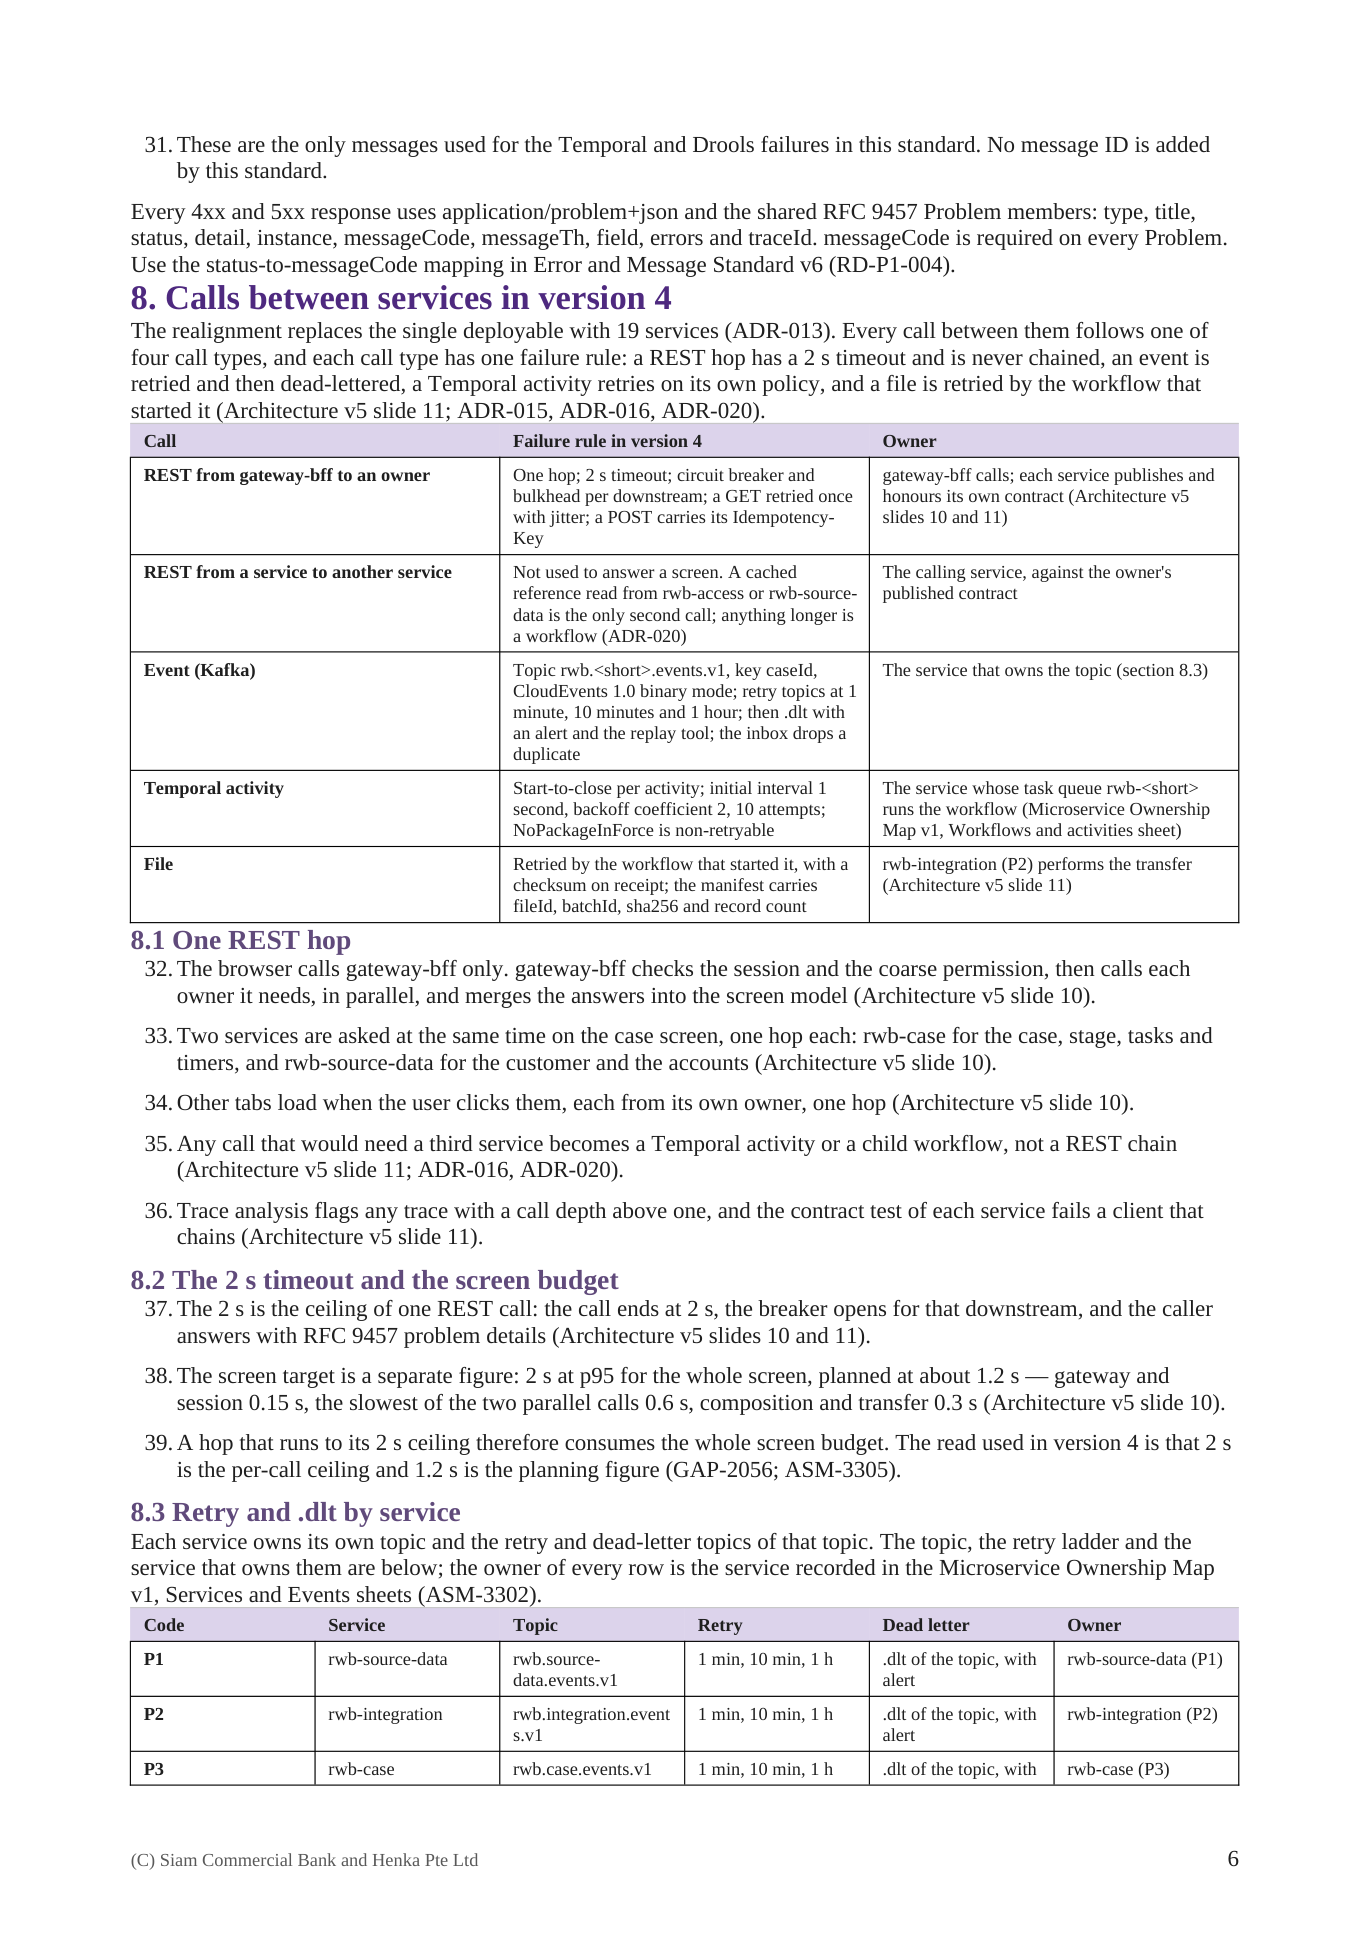 31. These are the only messages used for the Temporal and Drools failures in this standard. No message ID is added
by this standard.
Every 4xx and 5xx response uses application/problem+json and the shared RFC 9457 Problem members: type, title,
status, detail, instance, messageCode, messageTh, field, errors and traceId. messageCode is required on every Problem.
Use the status-to-messageCode mapping in Error and Message Standard v6 (RD-P1-004).
8. Calls between services in version 4
The realignment replaces the single deployable with 19 services (ADR-013). Every call between them follows one of
four call types, and each call type has one failure rule: a REST hop has a 2 s timeout and is never chained, an event is
retried and then dead-lettered, a Temporal activity retries on its own policy, and a file is retried by the workflow that
started it (Architecture v5 slide 11; ADR-015, ADR-016, ADR-020).
Call Failure rule in version 4 Owner
REST from gateway-bff to an owner
One hop; 2 s timeout; circuit breaker and
bulkhead per downstream; a GET retried once
with jitter; a POST carries its Idempotency-
Key
gateway-bff calls; each service publishes and
honours its own contract (Architecture v5
slides 10 and 11)
REST from a service to another service
Not used to answer a screen. A cached
reference read from rwb-access or rwb-source-
data is the only second call; anything longer is
a workflow (ADR-020)
The calling service, against the owner's
published contract
Event (Kafka)
Topic rwb.<short>.events.v1, key caseId,
CloudEvents 1.0 binary mode; retry topics at 1
minute, 10 minutes and 1 hour; then .dlt with
an alert and the replay tool; the inbox drops a
duplicate
The service that owns the topic (section 8.3)
Temporal activity
Start-to-close per activity; initial interval 1
second, backoff coefficient 2, 10 attempts;
NoPackageInForce is non-retryable
The service whose task queue rwb-<short>
runs the workflow (Microservice Ownership
Map v1, Workflows and activities sheet)
File
Retried by the workflow that started it, with a
checksum on receipt; the manifest carries
fileId, batchId, sha256 and record count
rwb-integration (P2) performs the transfer
(Architecture v5 slide 11)
8.1 One REST hop
32. The browser calls gateway-bff only. gateway-bff checks the session and the coarse permission, then calls each
owner it needs, in parallel, and merges the answers into the screen model (Architecture v5 slide 10).
33. Two services are asked at the same time on the case screen, one hop each: rwb-case for the case, stage, tasks and
timers, and rwb-source-data for the customer and the accounts (Architecture v5 slide 10).
34. Other tabs load when the user clicks them, each from its own owner, one hop (Architecture v5 slide 10).
35. Any call that would need a third service becomes a Temporal activity or a child workflow, not a REST chain
(Architecture v5 slide 11; ADR-016, ADR-020).
36. Trace analysis flags any trace with a call depth above one, and the contract test of each service fails a client that
chains (Architecture v5 slide 11).
8.2 The 2 s timeout and the screen budget
37. The 2 s is the ceiling of one REST call: the call ends at 2 s, the breaker opens for that downstream, and the caller
answers with RFC 9457 problem details (Architecture v5 slides 10 and 11).
38. The screen target is a separate figure: 2 s at p95 for the whole screen, planned at about 1.2 s — gateway and
session 0.15 s, the slowest of the two parallel calls 0.6 s, composition and transfer 0.3 s (Architecture v5 slide 10).
39. A hop that runs to its 2 s ceiling therefore consumes the whole screen budget. The read used in version 4 is that 2 s
is the per-call ceiling and 1.2 s is the planning figure (GAP-2056; ASM-3305).
8.3 Retry and .dlt by service
Each service owns its own topic and the retry and dead-letter topics of that topic. The topic, the retry ladder and the
service that owns them are below; the owner of every row is the service recorded in the Microservice Ownership Map
v1, Services and Events sheets (ASM-3302).
Code Service Topic Retry Dead letter Owner
P1 rwb-source-data rwb.source- 1 min, 10 min, 1 h .dlt of the topic, with rwb-source-data (P1)
data.events.v1 alert
P2 rwb-integration rwb.integration.event 1 min, 10 min, 1 h .dlt of the topic, with rwb-integration (P2)
s.v1 alert
P3 rwb-case rwb.case.events.v1 1 min, 10 min, 1 h .dlt of the topic, with rwb-case (P3)
(C) Siam Commercial Bank and Henka Pte Ltd 6